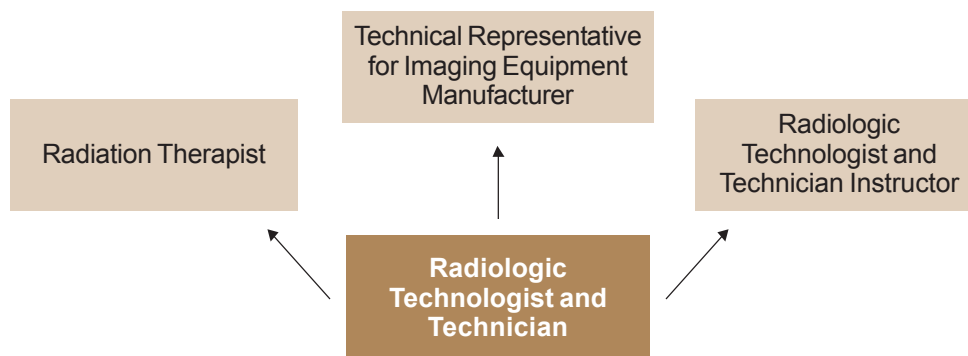 Technical Representative
for Imaging Equipment
Manufacturer
Radiation Therapist
Radiologic
Technologist and
Technician Instructor
Radiologic
Technologist and
Technician